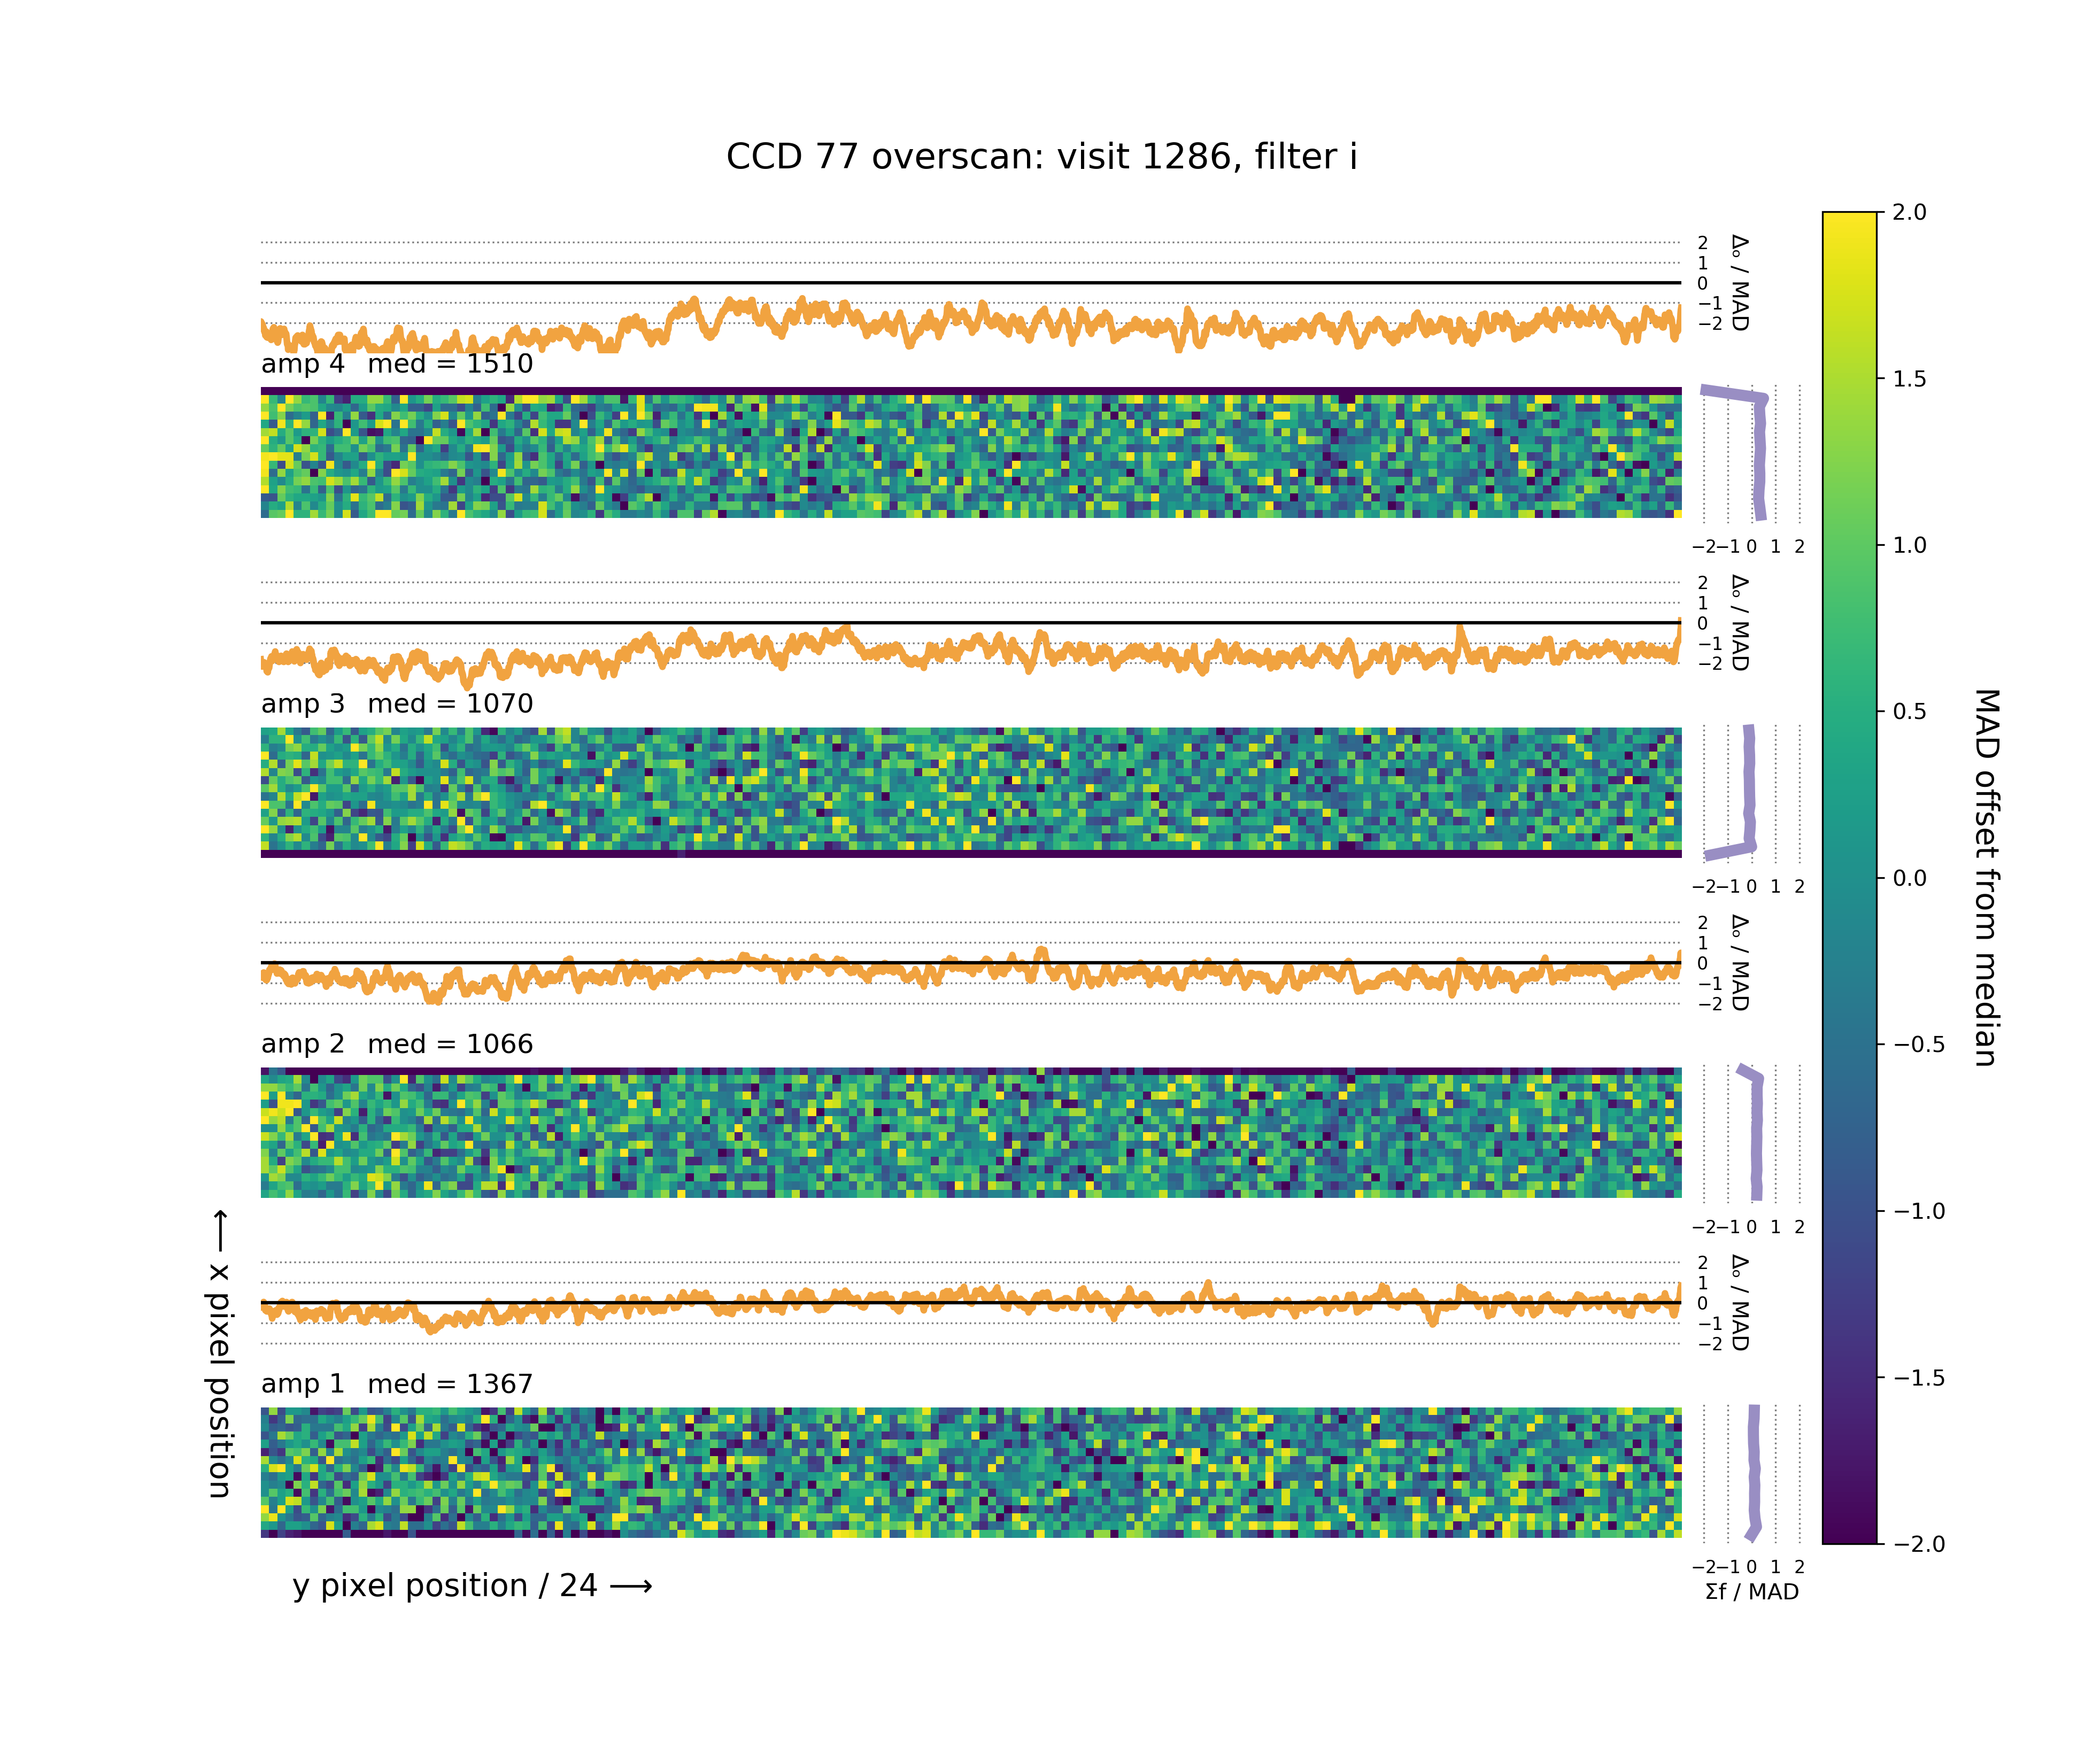 CCD 77 overscan: visit 1286, filter i
2
1
0
−1
−2
Δₒ / MAD
amp 4 med = 1510
−2 −1 0 1 2
2
1
0
−1
−2
Δₒ / MAD
amp 3 med = 1070
−2 −1 0 1 2
2
1
0
−1
−2
Δₒ / MAD
amp 2 med = 1066
−2 −1 0 1 2
2
1
0
−1
−2
Δₒ / MAD
amp 1 med = 1367
−2 −1 0 1 2
Σf / MAD
⟵ x pixel position
y pixel position / 24 ⟶
2.0
1.5
1.0
0.5
0.0
−0.5
−1.0
−1.5
−2.0
MAD offset from median